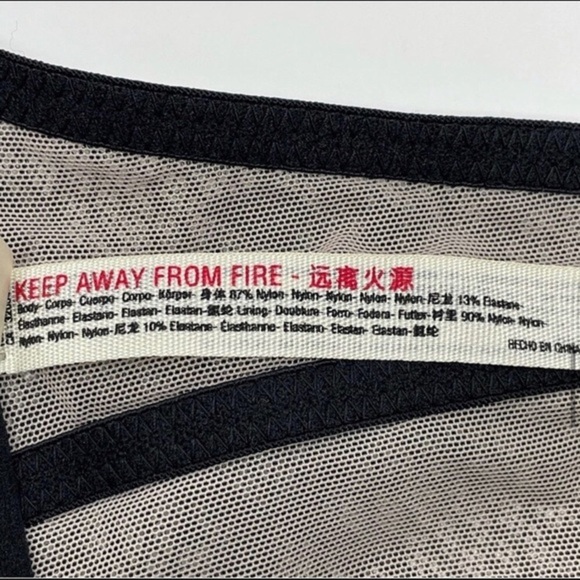 KEEP AWAY FROM FIRE - 远离火源
Body- Corps- Cuerpo- Corpo- Körper- 身体 87% Nylon- Nylon- Nylon- Nylon- Nylon-尼龙 13% Elastane-
Elasthanne- Elastano- Elastan- Elastan-氨纶 Lining- Doublure- Forro- Fodera- Futter-衬里 90% Nylon- Nylon-
Nylon- Nylon- Nylon-尼龙 10% Elastane- Élasthanne- Elastano- Elastan- Elastan-氨纶
HECHO EN CHINA